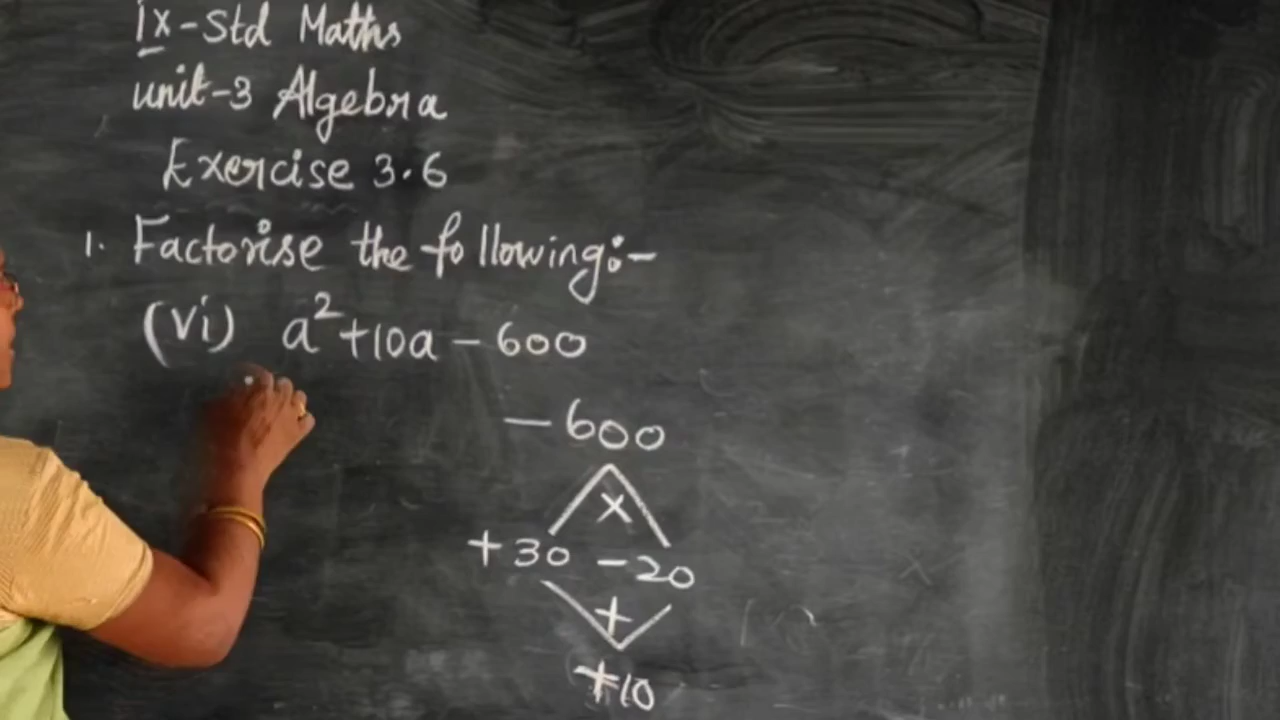 IX-Std Maths
unit-3 Algebra
Exercise 3.6
1. Factorise the following:-
(vi) a²+10a-600
-600
×
+30 -20
+
+10